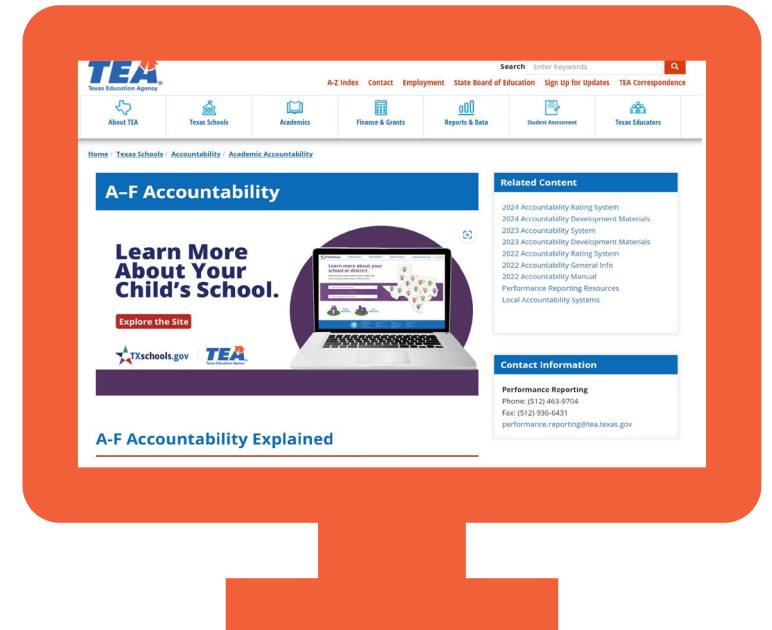 TEA
Texas Education Agency
Search Enter Keywords
A-Z Index Contact Employment State Board of Education Sign Up for Updates TEA Correspondence
About TEA Texas Schools Academics Finance & Grants Reports & Data Student Assessment Texas Educators
Home / Texas Schools / Accountability / Academic Accountability
A–F Accountability
Learn More
About Your
Child's School.
Explore the Site
TXschools.gov TEA
Texas Education Agency
Learn more about your
school or district.
A-F Accountability Explained
Related Content
2024 Accountability Rating System
2024 Accountability Development Materials
2023 Accountability System
2023 Accountability Development Materials
2022 Accountability Rating System
2022 Accountability General Info
2022 Accountability Manual
Performance Reporting Resources
Local Accountability Systems
Contact Information
Performance Reporting
Phone: (512) 463-9704
Fax: (512) 936-6431
performance.reporting@tea.texas.gov